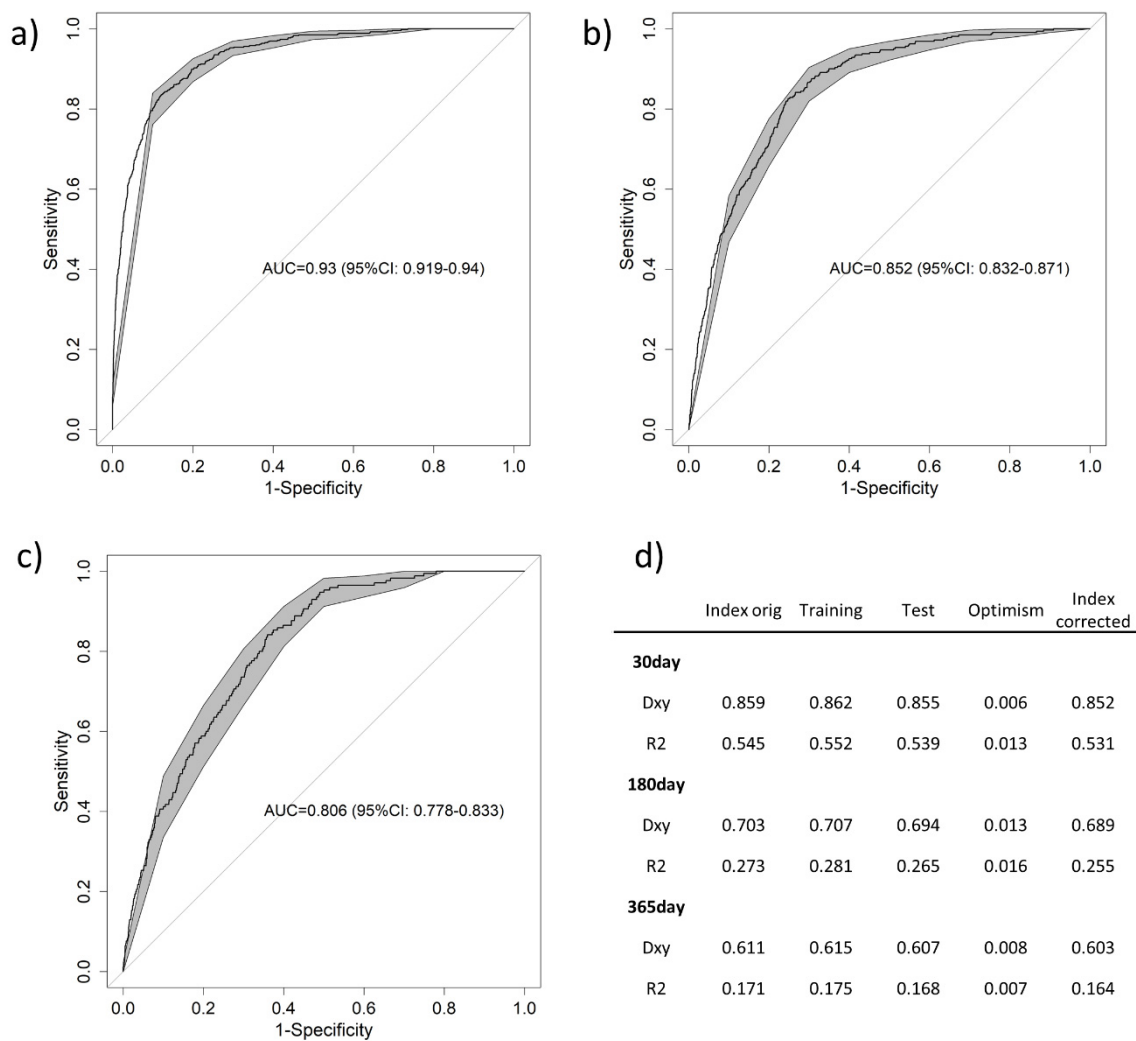 a)
1.0
0.8
0.6
0.4
0.2
0.0
Sensitivity
AUC=0.93 (95%CI: 0.919-0.94)
0.0 0.2 0.4 0.6 0.8 1.0
1-Specificity
b)
1.0
0.8
0.6
0.4
0.2
0.0
Sensitivity
AUC=0.852 (95%CI: 0.832-0.871)
0.0 0.2 0.4 0.6 0.8 1.0
1-Specificity
c)
1.0
0.8
0.6
0.4
0.2
0.0
Sensitivity
AUC=0.806 (95%CI: 0.778-0.833)
0.0 0.2 0.4 0.6 0.8 1.0
1-Specificity
d)
Index orig Training Test Optimism Index corrected
30day
Dxy 0.859 0.862 0.855 0.006 0.852
R2 0.545 0.552 0.539 0.013 0.531
180day
Dxy 0.703 0.707 0.694 0.013 0.689
R2 0.273 0.281 0.265 0.016 0.255
365day
Dxy 0.611 0.615 0.607 0.008 0.603
R2 0.171 0.175 0.168 0.007 0.164